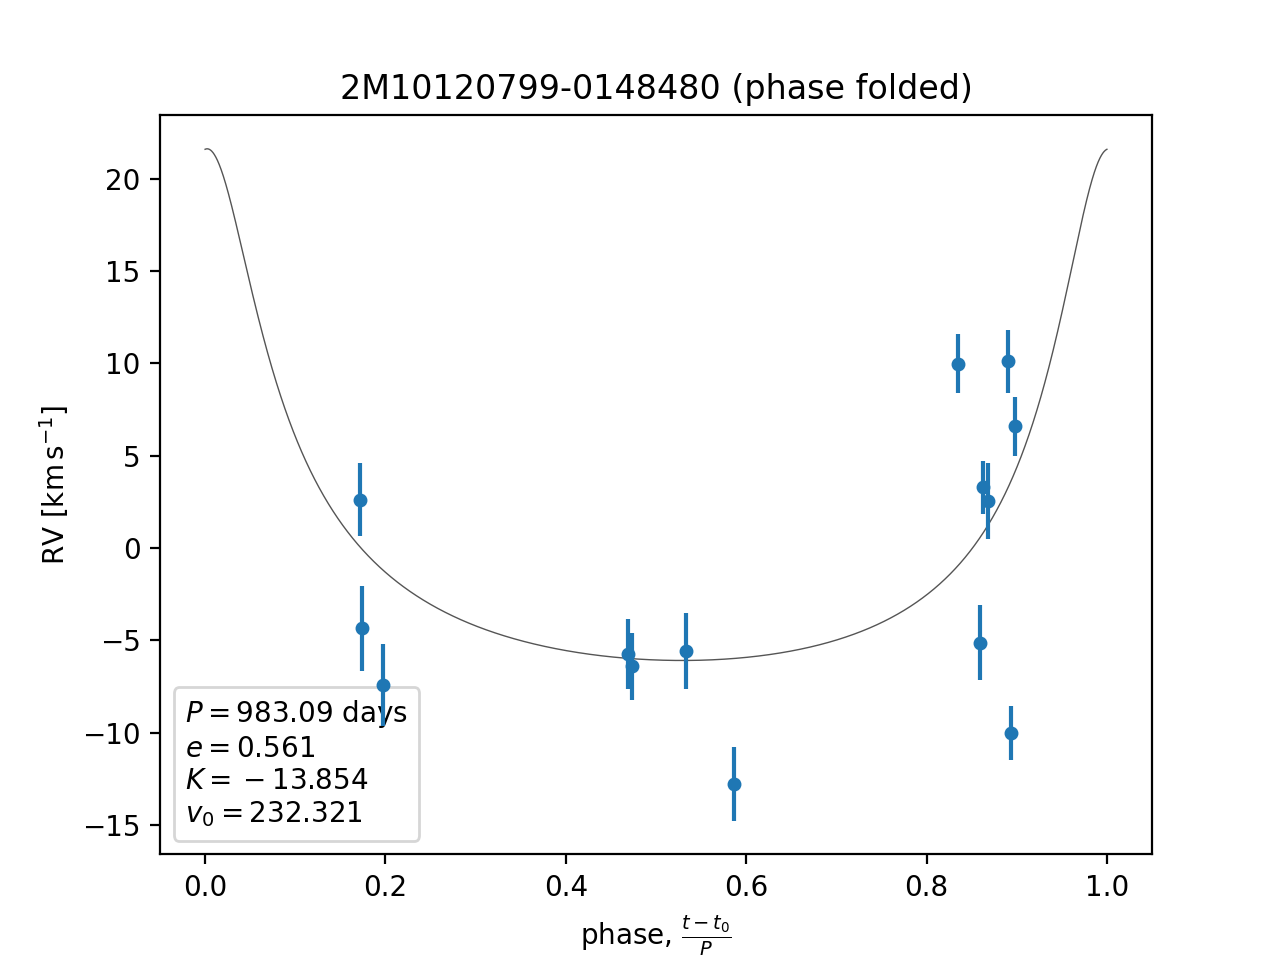 2M10120799-0148480 (phase folded)
RV [km s⁻¹]
20
15
10
5
0
−5
−10
−15
P = 983.09 days
e = 0.561
K = −13.854
v₀ = 232.321
0.0 0.2 0.4 0.6 0.8 1.0
phase, (t − t₀)/P